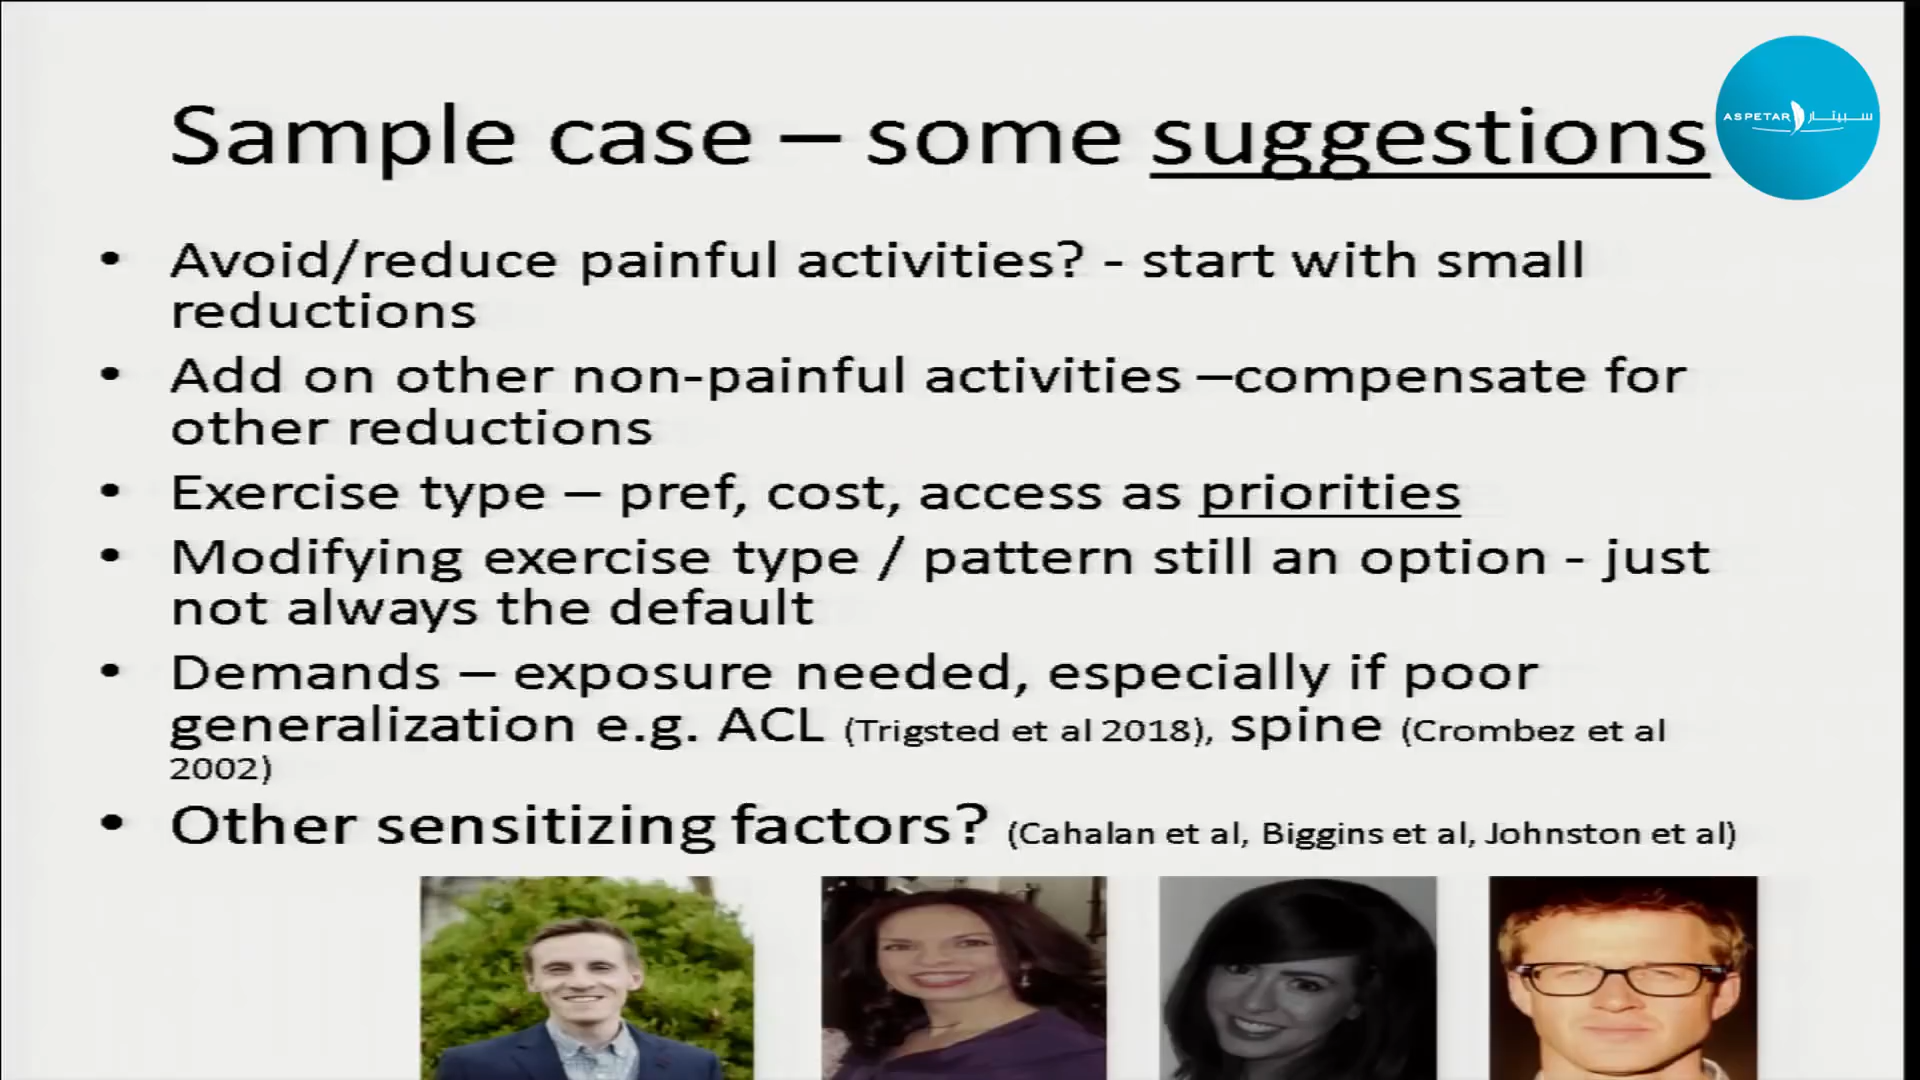 Sample case – some suggestions
ASPETAR سبيتار
• Avoid/reduce painful activities? - start with small
reductions
• Add on other non-painful activities –compensate for
other reductions
• Exercise type – pref, cost, access as priorities
• Modifying exercise type / pattern still an option - just
not always the default
• Demands – exposure needed, especially if poor
generalization e.g. ACL (Trigsted et al 2018), spine (Crombez et al
2002)
• Other sensitizing factors? (Cahalan et al, Biggins et al, Johnston et al)